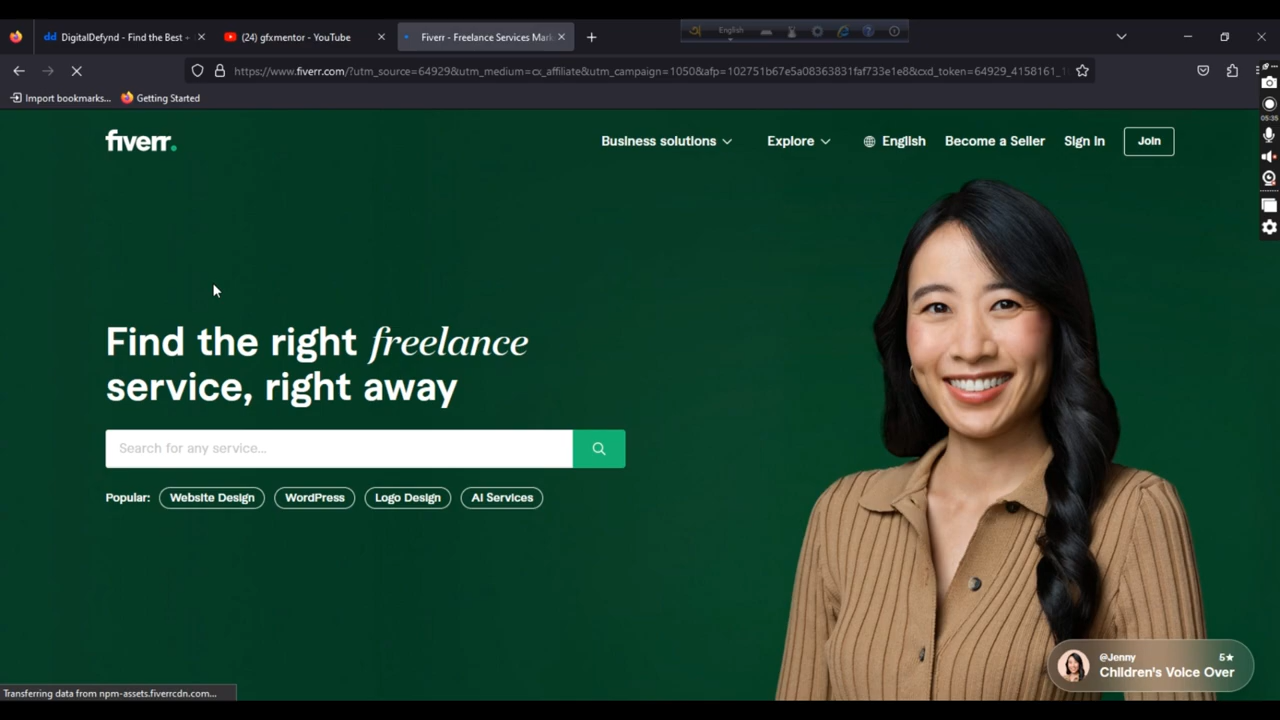 DigitalDefynd - Find the Best +
(24) gfxmentor - YouTube
Fiverr - Freelance Services Mark
English
https://www.fiverr.com/?utm_source=64929&utm_medium=cx_affiliate&utm_campaign=1050&afp=102751b67e5a08363831faf733e1e8&cxd_token=64929_4158161_1
Import bookmarks...
Getting Started
05:35
fiverr.
Business solutions
Explore
English
Become a Seller
Sign In
Join
Find the right freelance
service, right away
Search for any service...
Popular:
Website Design
WordPress
Logo Design
AI Services
@Jenny
5★
Children's Voice Over
Transferring data from npm-assets.fiverrcdn.com...